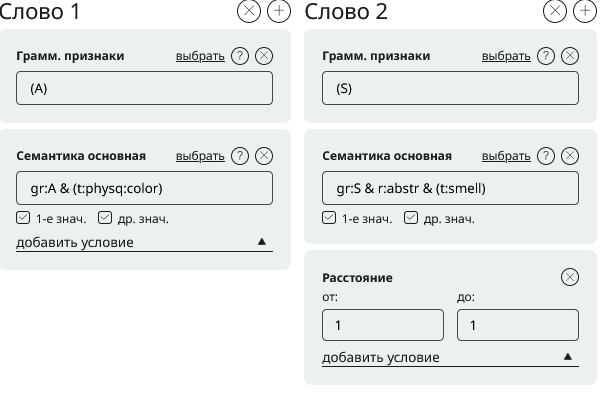 Слово 1
Грамм. признаки выбрать ?
(A)
Семантика основная выбрать ?
gr:A & (t:physq:color)
1-е знач. др. знач.
добавить условие
Слово 2
Грамм. признаки выбрать ?
(S)
Семантика основная выбрать ?
gr:S & r:abstr & (t:smell)
1-е знач. др. знач.
Расстояние
от: до:
1 1
добавить условие